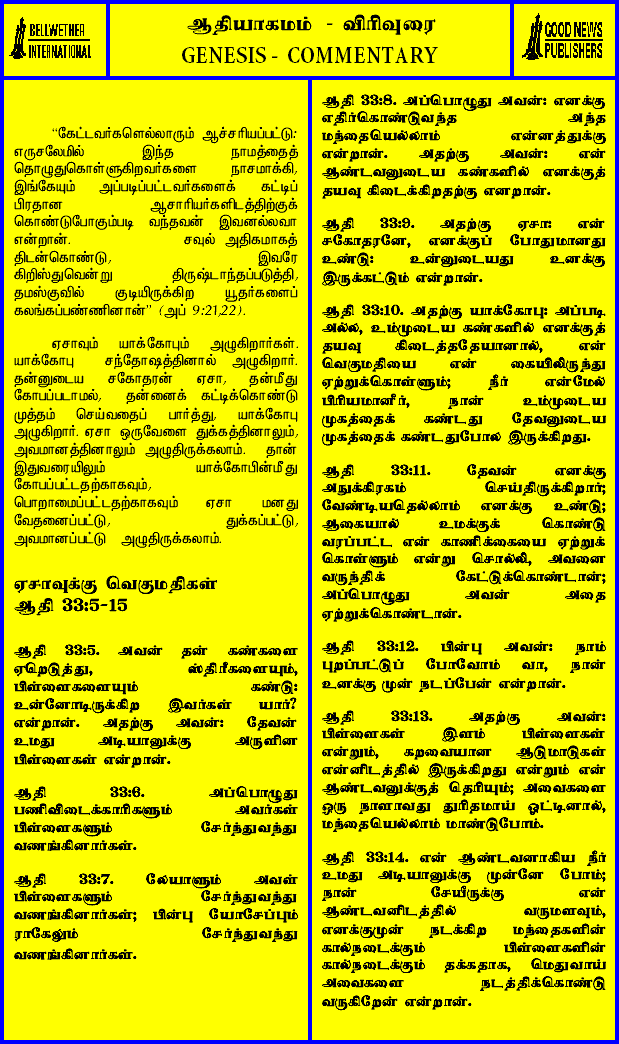 BELLWETHER
INTERNATIONAL
ஆதியாகமம் - விரிவுரை
GENESIS - COMMENTARY
GOOD NEWS
PUBLISHERS
“கேட்டவர்களெல்லாரும் ஆச்சரியப்பட்டு:
எருசலேமில் இந்த நாமத்தைத்
தொழுதுகொள்ளுகிறவர்களை நாசமாக்கி,
இங்கேயும் அப்படிப்பட்டவர்களைக் கட்டிப்
பிரதான ஆசாரியர்களிடத்திற்குக்
கொண்டுபோகும்படி வந்தவன் இவனல்லவா
என்றான். சவுல் அதிகமாகத்
திடன்கொண்டு, இவரே
கிறிஸ்துவென்று திருஷ்டாந்தப்படுத்தி,
தமஸ்குவில் குடியிருக்கிற யூதர்களைப்
கலங்கப்பண்ணினான்” (அப் 9:21,22).
ஏசாவும் யாக்கோபும் அழுகிறார்கள்.
யாக்கோபு சந்தோஷத்தினால் அழுகிறார்.
தன்னுடைய சகோதரன் ஏசா, தன்மீது
கோபப்படாமல், தன்னைக் கட்டிக்கொண்டு
முத்தம் செய்வதைப் பார்த்து, யாக்கோபு
அழுகிறார். ஏசா ஒருவேளை துக்கத்தினாலும்,
அவமானத்தினாலும் அழுதிருக்கலாம். தான்
இதுவரையிலும் யாக்கோபின்மீது
கோபப்பட்டதற்காகவும்,
பொறாமைப்பட்டதற்காகவும் ஏசா மனது
வேதனைப்பட்டு, துக்கப்பட்டு,
அவமானப்பட்டு அழுதிருக்கலாம்.
ஏசாவுக்கு வெகுமதிகள்
ஆதி 33:5-15
ஆதி 33:5. அவன் தன் கண்களை
ஏறெடுத்து, ஸ்திரீகளையும்,
பிள்ளைகளையும் கண்டு:
உன்னோடிருக்கிற இவர்கள் யார்?
என்றான். அதற்கு அவன்: தேவன்
உமது அடியானுக்கு அருளின
பிள்ளைகள் என்றான்.
ஆதி 33:6. அப்பொழுது
பணிவிடைக்காரிகளும் அவர்கள்
பிள்ளைகளும் சேர்ந்துவந்து
வணங்கினார்கள்.
ஆதி 33:7. லேயாளும் அவள்
பிள்ளைகளும் சேர்ந்துவந்து
வணங்கினார்கள்; பின்பு யோசேப்பும்
ராகேலும் சேர்ந்துவந்து
வணங்கினார்கள்.
ஆதி 33:8. அப்பொழுது அவன்: எனக்கு
எதிர்கொண்டுவந்த அந்த
மந்தையெல்லாம் என்னத்துக்கு
என்றான். அதற்கு அவன்: என்
ஆண்டவனுடைய கண்களில் எனக்குத்
தயவு கிடைக்கிறதற்கு எனறான்.
ஆதி 33:9. அதற்கு ஏசா: என்
சகோதரனே, எனக்குப் போதுமானது
உண்டு: உன்னுடையது உனக்கு
இருக்கட்டும் என்றான்.
ஆதி 33:10. அதற்கு யாக்கோபு: அப்படி
அல்ல, உம்முடைய கண்களில் எனக்குத்
தயவு கிடைத்ததேயானால், என்
வெகுமதியை என் கையிலிருந்து
ஏற்றுக்கொள்ளும்; நீர் என்மேல்
பிரியமானீர், நான் உம்முடைய
முகத்தைக் கண்டது தேவனுடைய
முகத்தைக் கண்டதுபோல இருக்கிறது.
ஆதி 33:11. தேவன் எனக்கு
அநுக்கிரகம் செய்திருக்கிறார்;
வேண்டியதெல்லாம் எனக்கு உண்டு;
ஆகையால் உமக்குக் கொண்டு
வரப்பட்ட என் காணிக்கையை ஏற்றுக்
கொள்ளும் என்று சொல்லி, அவனை
வருந்திக் கேட்டுக்கொண்டான்;
அப்பொழுது அவன் அதை
ஏற்றுக்கொண்டான்.
ஆதி 33:12. பின்பு அவன்: நாம்
புறப்பட்டுப் போவோம் வா, நான்
உனக்கு முன் நடப்பேன் என்றான்.
ஆதி 33:13. அதற்கு அவன்:
பிள்ளைகள் இளம் பிள்ளைகள்
என்றும், கறவையான ஆடுமாடுகள்
என்னிடத்தில் இருக்கிறது என்றும் என்
ஆண்டவனுக்குத் தெரியும்; அவைகளை
ஒரு நாளாவது துரிதமாய் ஓட்டினால்,
மந்தையெல்லாம் மாண்டுபோம்.
ஆதி 33:14. என் ஆண்டவனாகிய நீர்
உமது அடியானுக்கு முன்னே போம்;
நான் சேயீருக்கு என்
ஆண்டவனிடத்தில் வருமளவும்,
எனக்குமுன் நடக்கிற மந்தைகளின்
கால்நடைக்கும் பிள்ளைகளின்
கால்நடைக்கும் தக்கதாக, மெதுவாய்
அவைகளை நடத்திக்கொண்டு
வருகிறேன் என்றான்.